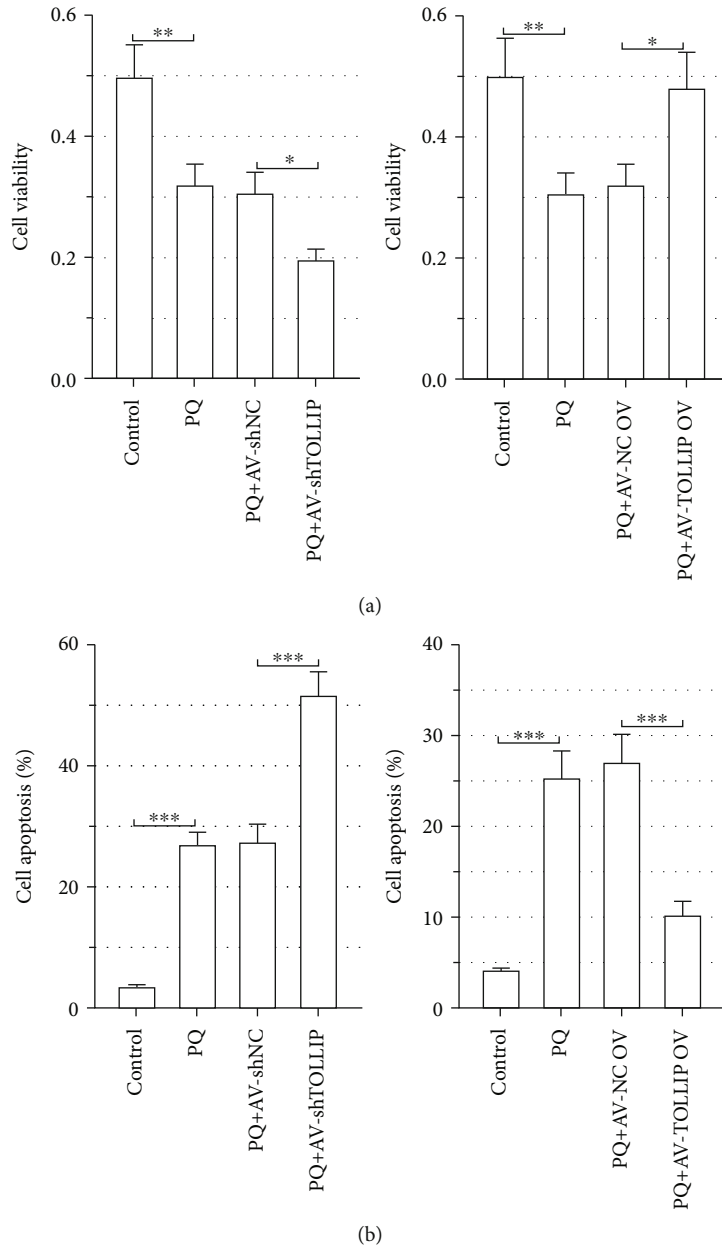 0.6
0.4
0.2
0.0
Cell viability
**
*
Control
PQ
PQ+AV-shNC
PQ+AV-shTOLLIP
0.6
0.4
0.2
0.0
Cell viability
**
*
Control
PQ
PQ+AV-NC OV
PQ+AV-TOLLIP OV
(a)
60
40
20
0
Cell apoptosis (%)
***
***
Control
PQ
PQ+AV-shNC
PQ+AV-shTOLLIP
40
30
20
10
0
Cell apoptosis (%)
***
***
Control
PQ
PQ+AV-NC OV
PQ+AV-TOLLIP OV
(b)